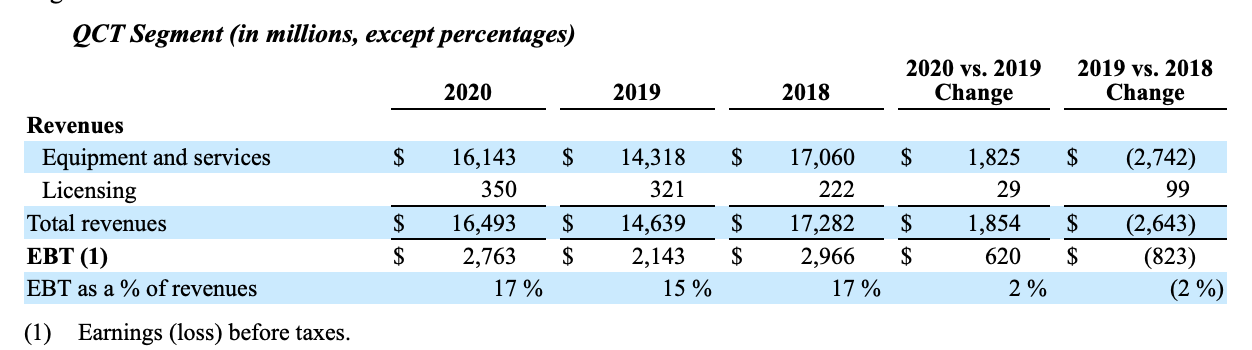 QCT Segment (in millions, except percentages)
2020 2019 2018 2020 vs. 2019 Change 2019 vs. 2018 Change
Revenues
Equipment and services $ 16,143 $ 14,318 $ 17,060 $ 1,825 $ (2,742)
Licensing 350 321 222 29 99
Total revenues $ 16,493 $ 14,639 $ 17,282 $ 1,854 $ (2,643)
EBT (1) $ 2,763 $ 2,143 $ 2,966 $ 620 $ (823)
EBT as a % of revenues 17 % 15 % 17 % 2 % (2 %)
(1) Earnings (loss) before taxes.